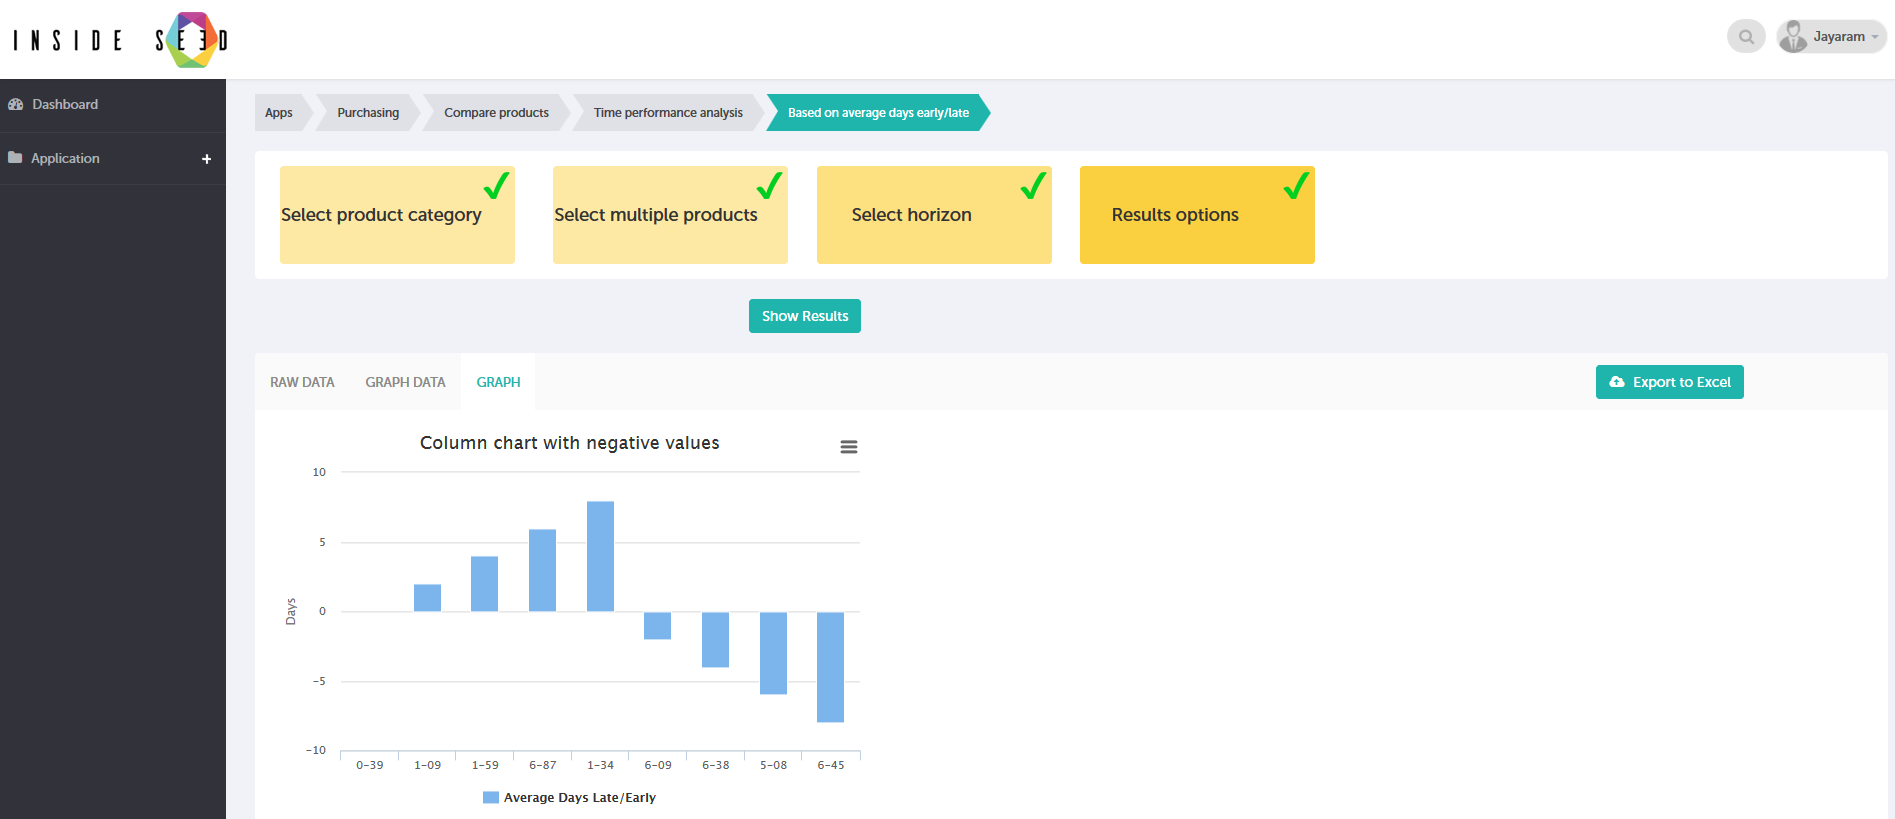 INSIDE SEED
Jayaram
Dashboard
Application +
Apps
Purchasing
Compare products
Time performance analysis
Based on average days early/late
Select product category
Select multiple products
Select horizon
Results options
Show Results
RAW DATA
GRAPH DATA
GRAPH
Export to Excel
Column chart with negative values
10
5
0
-5
-10
Days
0-39 1-09 1-59 6-87 1-34 6-09 6-38 5-08 6-45
Average Days Late/Early